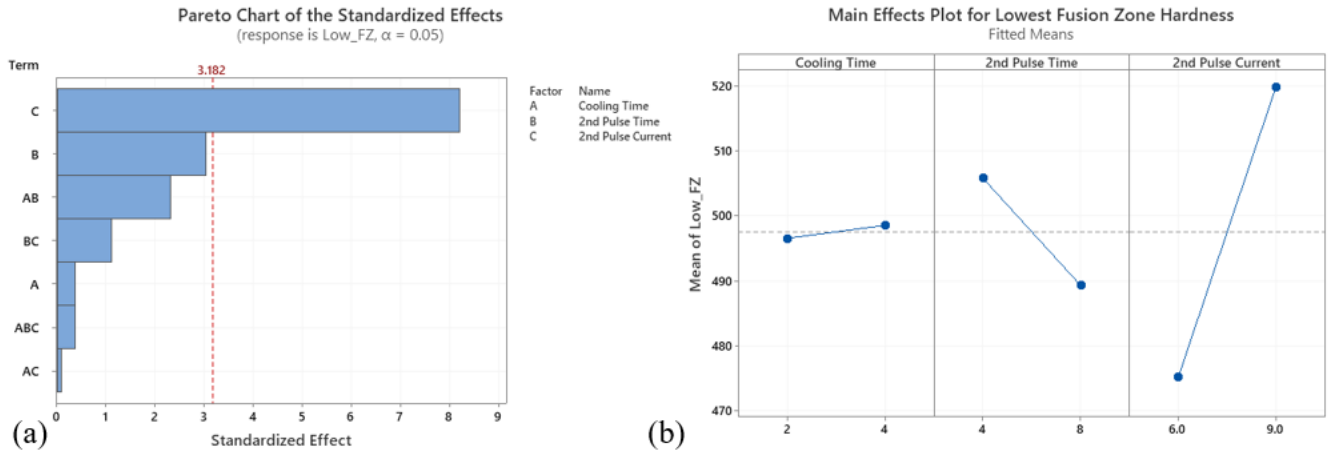 Pareto Chart of the Standardized Effects
(response is Low_FZ, α = 0.05)
Term
3.182
C
B
AB
BC
A
ABC
AC
0 1 2 3 4 5 6 7 8 9
Standardized Effect
Factor Name
A Cooling Time
B 2nd Pulse Time
C 2nd Pulse Current
(a)
Main Effects Plot for Lowest Fusion Zone Hardness
Fitted Means
Cooling Time 2nd Pulse Time 2nd Pulse Current
520
510
500
490
480
470
Mean of Low_FZ
2 4 4 8 6.0 9.0
(b)